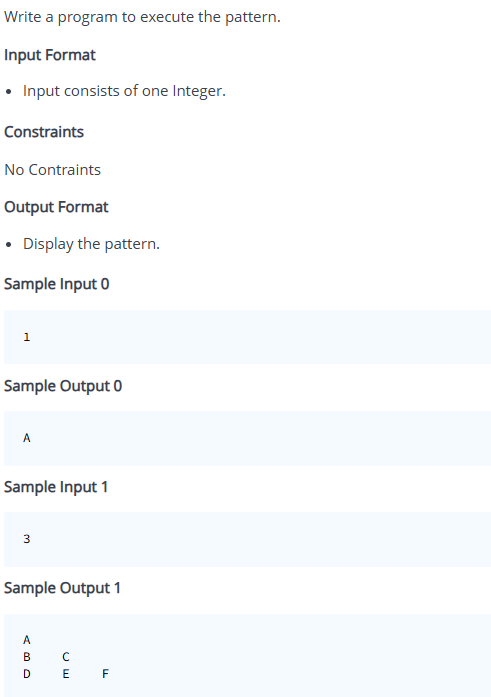 Write a program to execute the pattern.
Input Format
• Input consists of one Integer.
Constraints
No Contraints
Output Format
• Display the pattern.
Sample Input 0
1
Sample Output 0
A
Sample Input 1
3
Sample Output 1
A
B    C
D    E    F